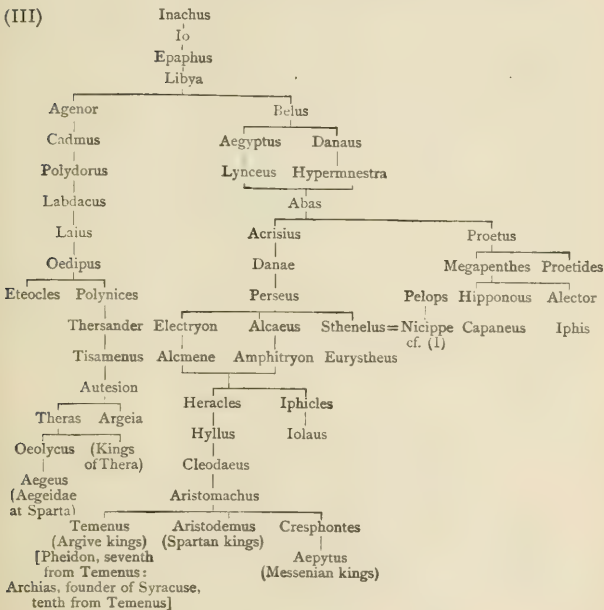 (III)
Inachus
Io
Epaphus
Libya
Agenor Belus
Cadmus Aegyptus Danaus
Polydorus Lynceus Hypermnestra
Labdacus Abas
Laius Acrisius Proetus
Oedipus Danae Megapenthes Proetides
Eteocles Polynices Perseus Pelops Hipponous Alector
Thersander Electryon Alcaeus Sthenelus = Nicippe Capaneus Iphis
cf. (1)
Tisamenus Alcmene Amphitryon Eurystheus
Autesion
Theras Argeia Heracles Iphicles
Oeolycus (Kings Hyllus Iolaus
of Thera)
Aegeus Cleodaeus
(Aegeidae
at Sparta) Aristomachus
Temenus Aristodemus Cresphontes
(Argive kings) (Spartan kings)
[Pheidon, seventh Aepytus
from Temenus: (Messenian kings)
Archias, founder of Syracuse,
tenth from Temenus]